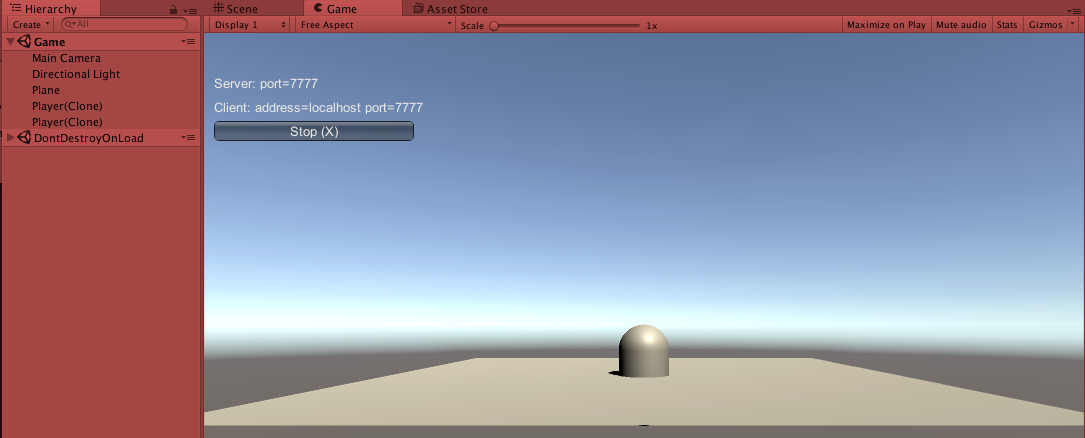 Hierarchy
Create
All
Game
Main Camera
Directional Light
Plane
Player(Clone)
Player(Clone)
DontDestroyOnLoad
Scene Game Asset Store
Display 1 Free Aspect Scale 1x Maximize on Play Mute audio Stats Gizmos
Server: port=7777
Client: address=localhost port=7777
Stop (X)